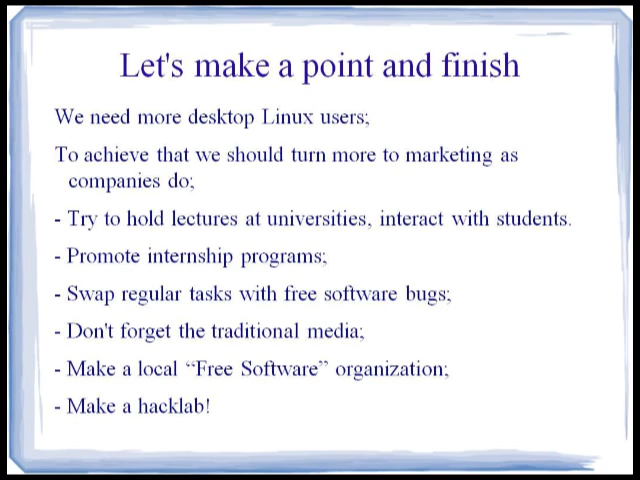 Let's make a point and finish
We need more desktop Linux users;
To achieve that we should turn more to marketing as
companies do;
- Try to hold lectures at universities, interact with students.
- Promote internship programs;
- Swap regular tasks with free software bugs;
- Don't forget the traditional media;
- Make a local “Free Software” organization;
- Make a hacklab!